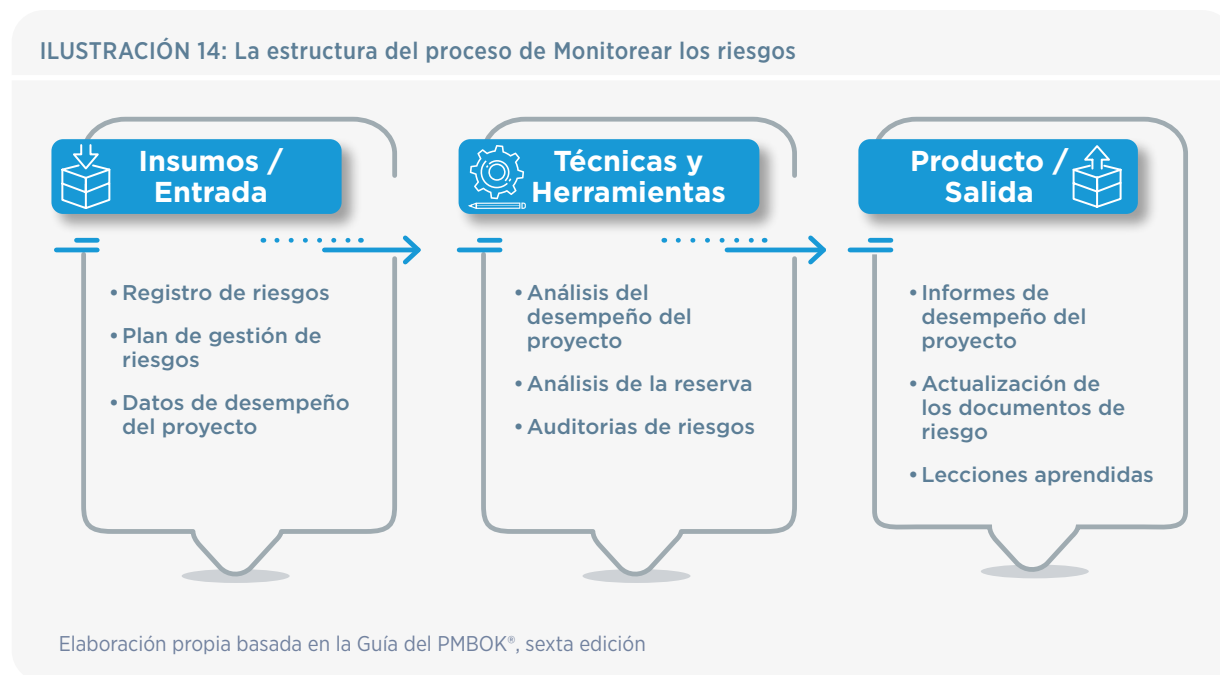 ILUSTRACIÓN 14: La estructura del proceso de Monitorear los riesgos
Insumos /
Entrada
• Registro de riesgos
• Plan de gestión de
riesgos
• Datos de desempeño
del proyecto
Técnicas y
Herramientas
• Análisis del
desempeño del
proyecto
• Análisis de la reserva
• Auditorias de riesgos
Producto /
Salida
• Informes de
desempeño del
proyecto
• Actualización de
los documentos de
riesgo
• Lecciones aprendidas
Elaboración propia basada en la Guía del PMBOK®, sexta edición